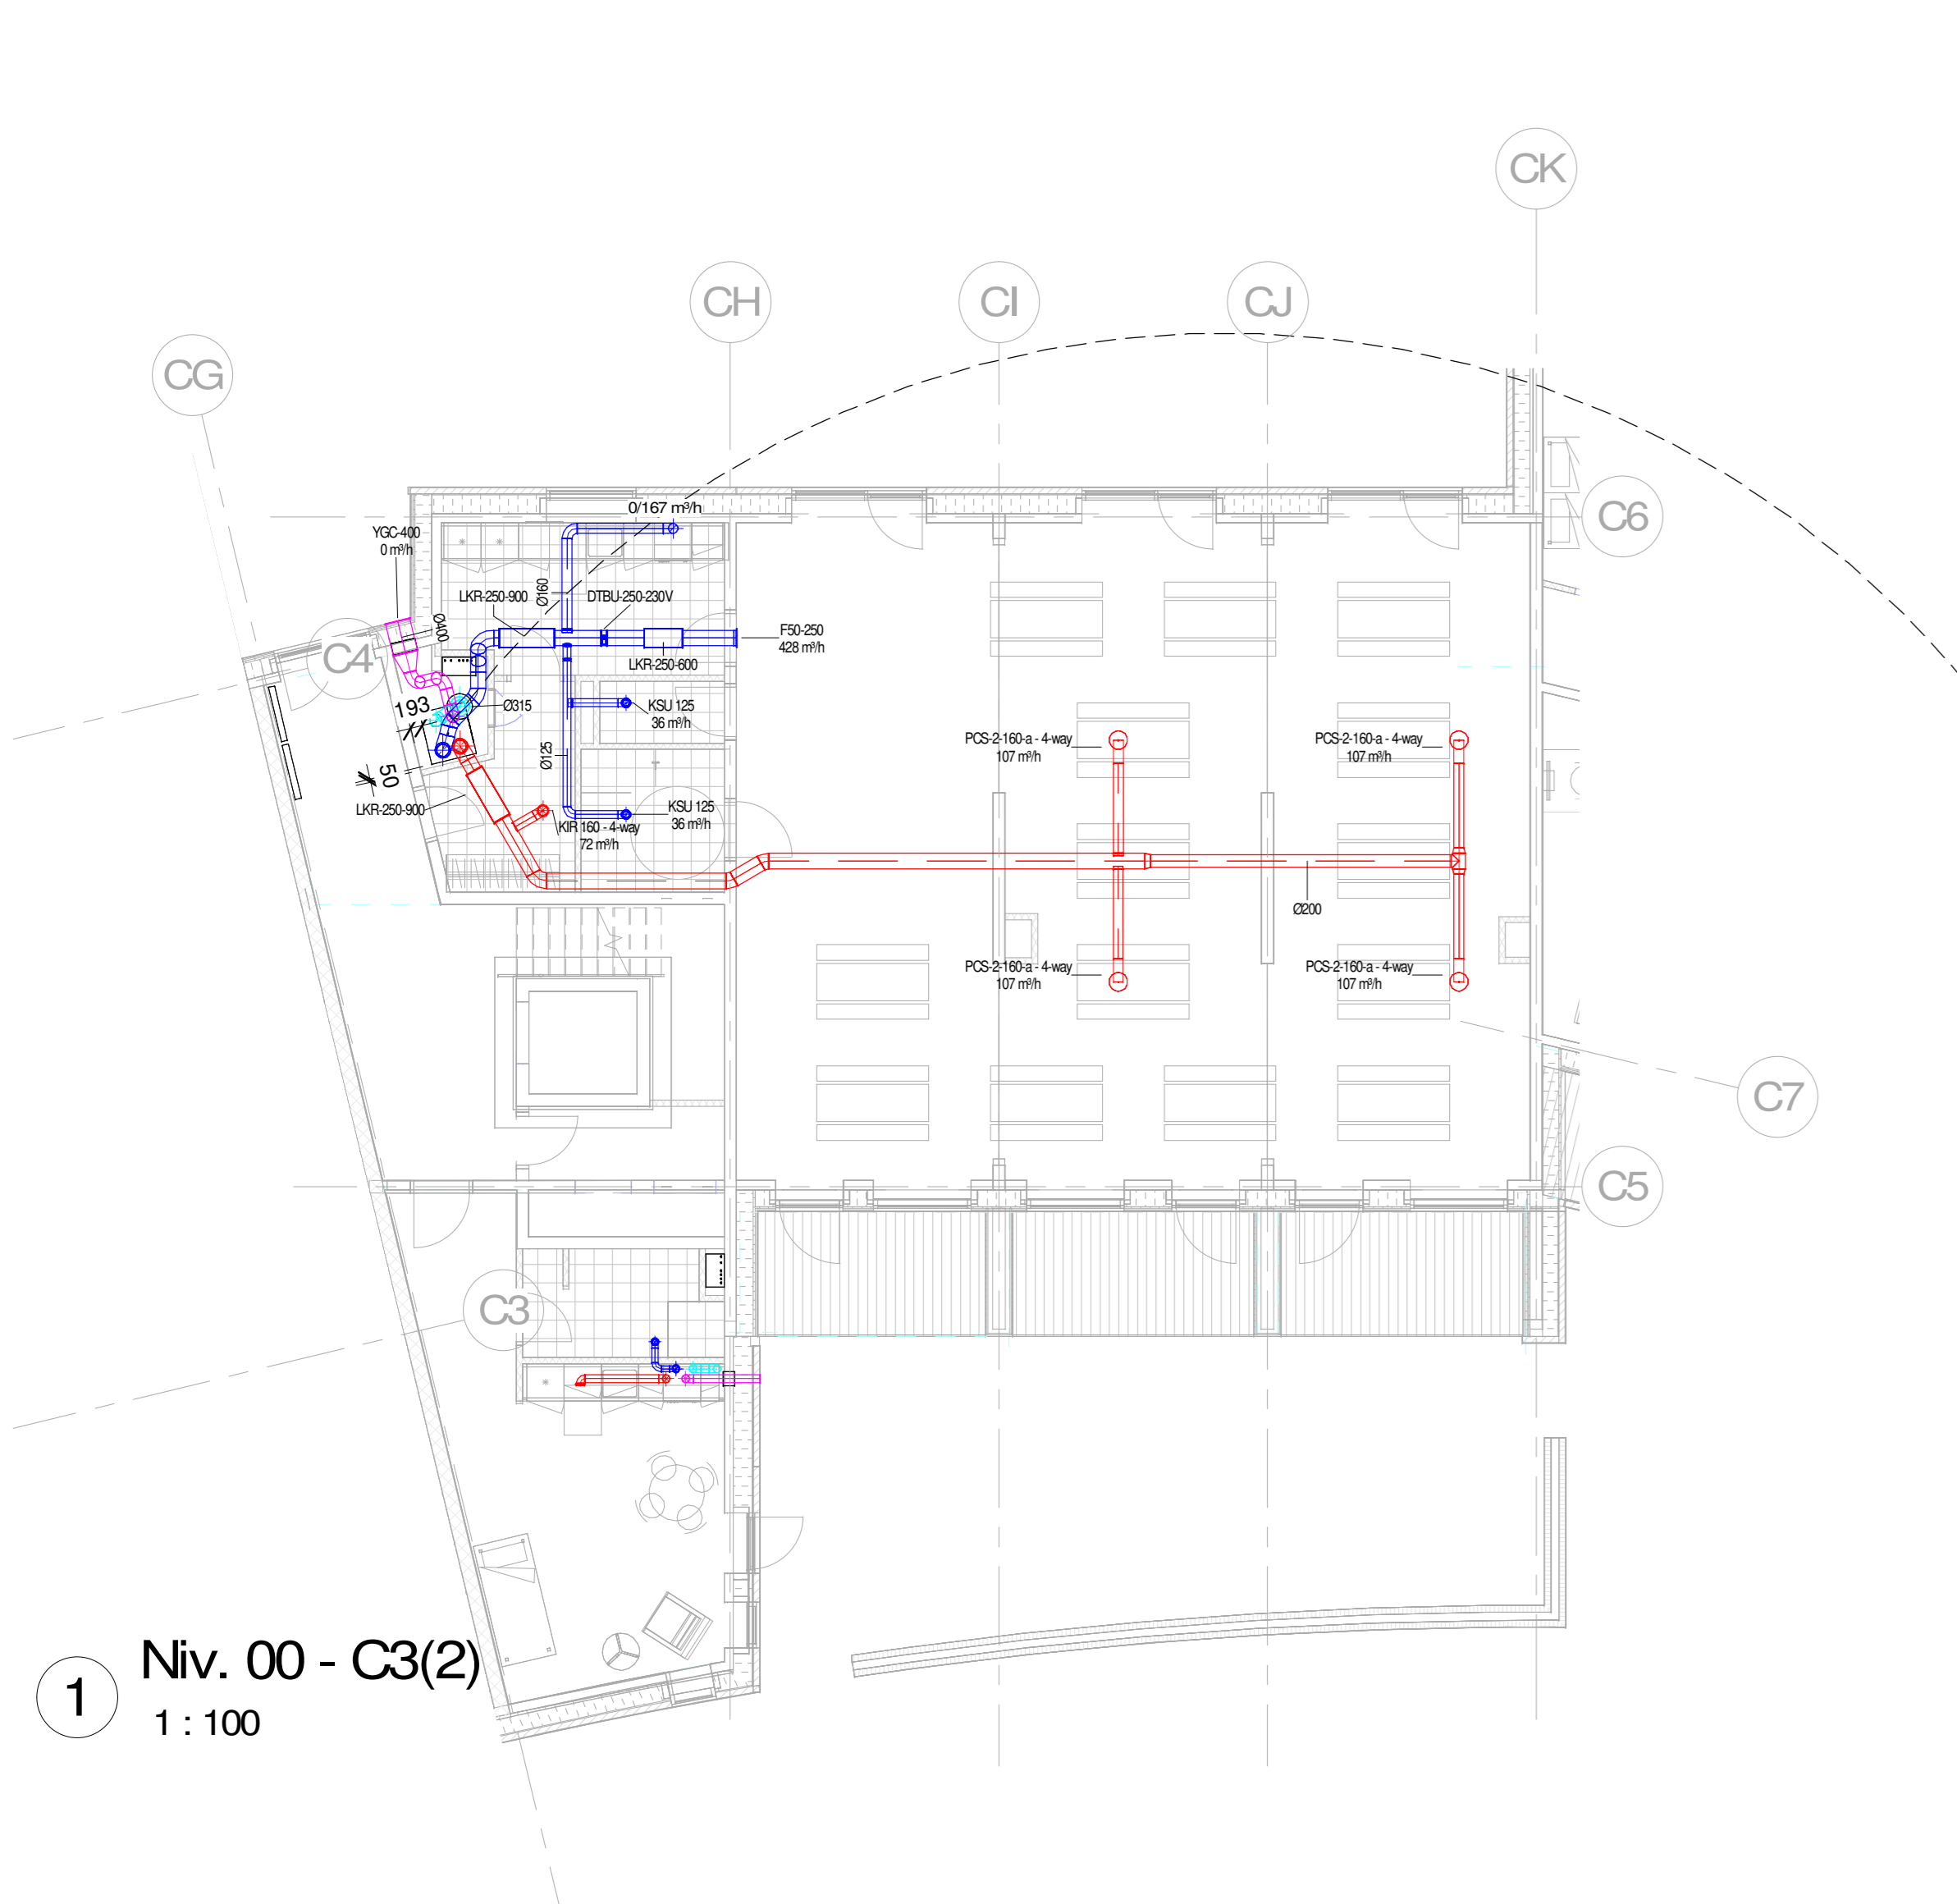 CK
CH
CI
CJ
CG
C6
0/167 m³/h
YGC-400
0 m³/h
Ø160
LKR-250-900
DTBU-250-230V
Ø400
F50-250
428 m³/h
C4
LKR-250-600
193
Ø315
KSU 125
36 m³/h
PCS-2-160-a - 4-way
107 m³/h
PCS-2-160-a - 4-way
107 m³/h
Ø125
50
LKR-250-900
KSU 125
36 m³/h
KIR 160 - 4-way
72 m³/h
Ø200
PCS-2-160-a - 4-way
107 m³/h
PCS-2-160-a - 4-way
107 m³/h
C7
C5
C3
1
Niv. 00 - C3(2)
1 : 100